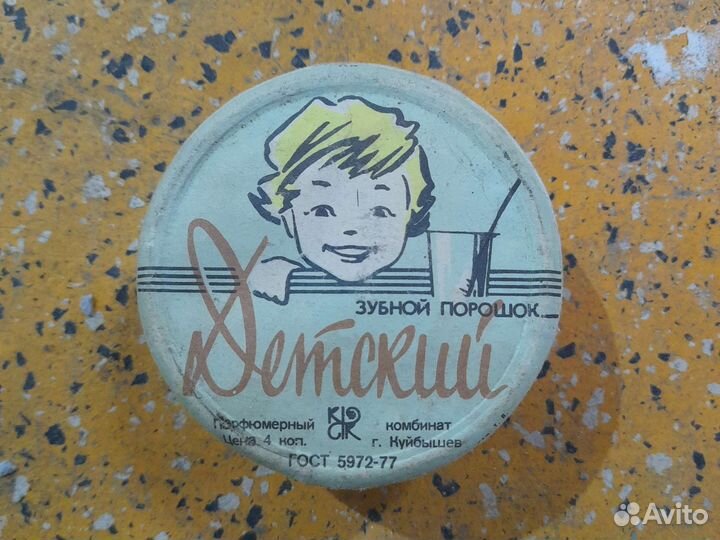 ЗУБНОЙ ПОРОШОК
Детский
Парфюмерный комбинат
Цена 4 коп. г. Куйбышев
ГОСТ 5972-77
Avito